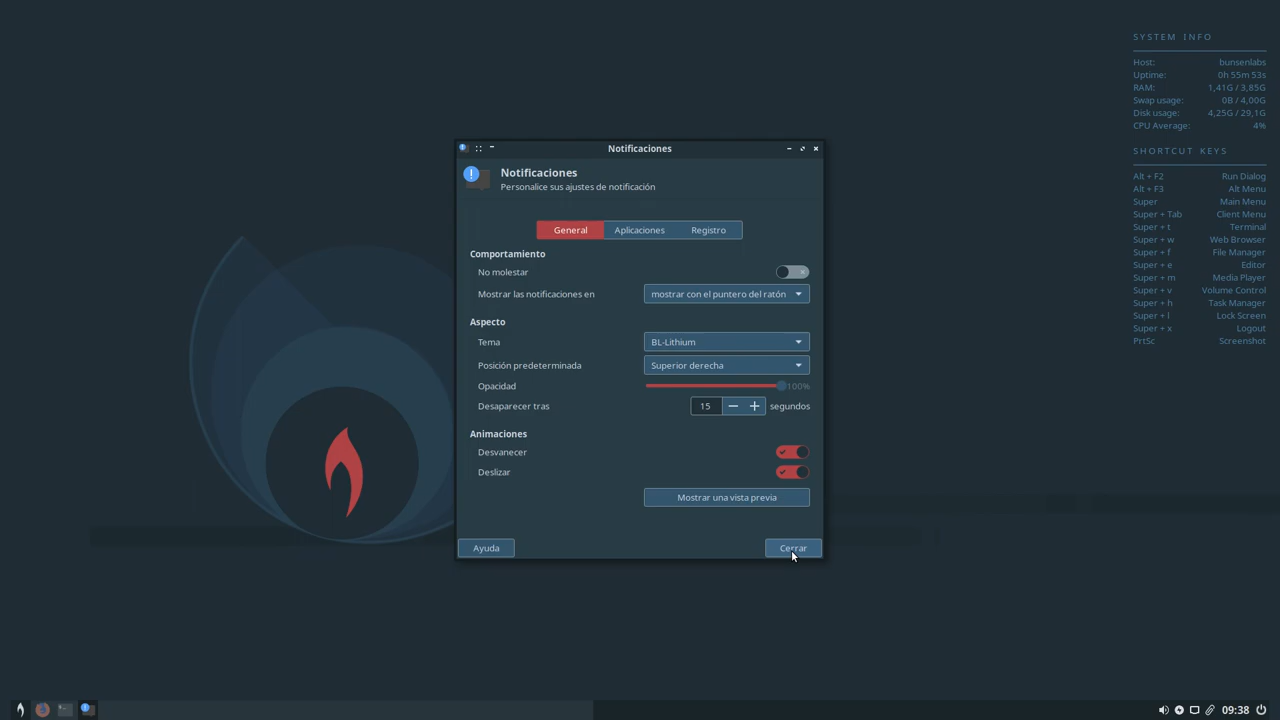 SYSTEM INFO
Host: bunsenlabs
Uptime: 0h 55m 53s
RAM: 1,41G / 3,85G
Swap usage: 0B / 4,00G
Disk usage: 4,25G / 29,1G
CPU Average: 4%
SHORTCUT KEYS
Alt + F2 Run Dialog
Alt + F3 Alt Menu
Super Main Menu
Super + Tab Client Menu
Super + t Terminal
Super + w Web Browser
Super + f File Manager
Super + e Editor
Super + m Media Player
Super + v Volume Control
Super + h Task Manager
Super + l Lock Screen
Super + x Logout
PrtSc Screenshot
Notificaciones
Notificaciones
Personalice sus ajustes de notificación
General Aplicaciones Registro
Comportamiento
No molestar
Mostrar las notificaciones en mostrar con el puntero del ratón
Aspecto
Tema BL-Lithium
Posición predeterminada Superior derecha
Opacidad 100%
Desaparecer tras 15 segundos
Animaciones
Desvanecer
Deslizar
Mostrar una vista previa
Ayuda Cerrar
09:38